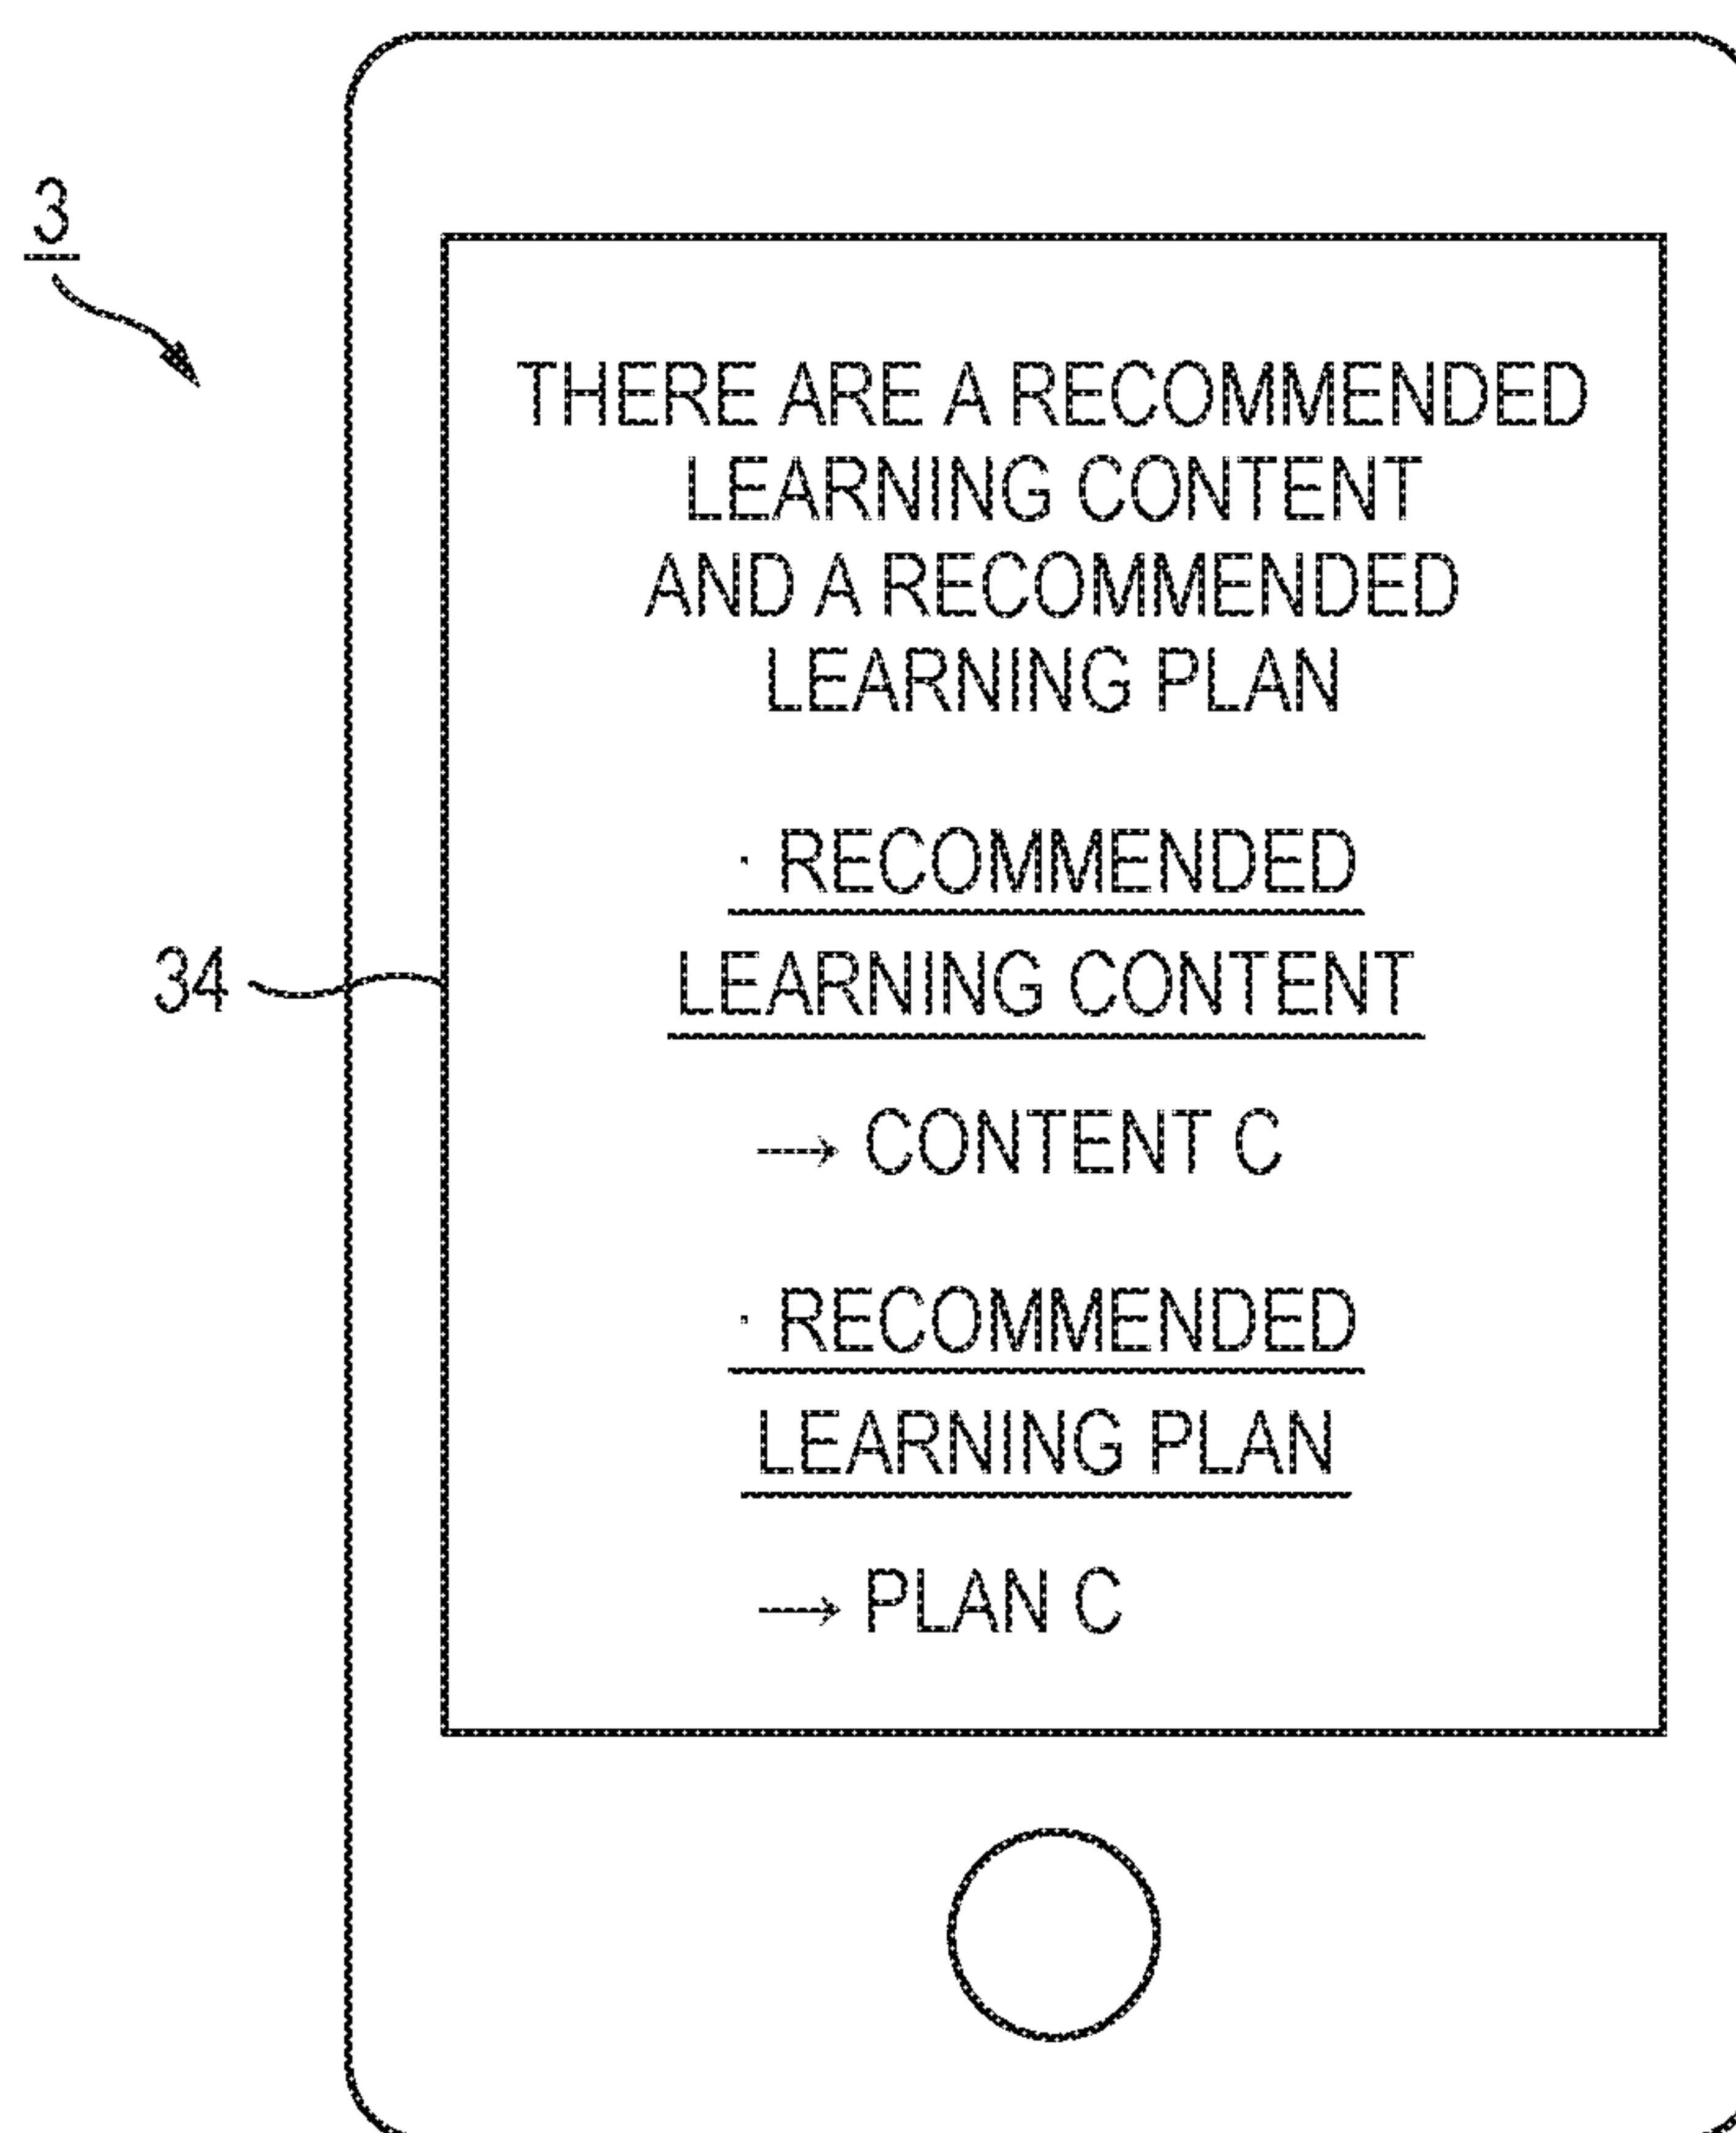 3
THERE ARE A RECOMMENDED
LEARNING CONTENT
AND A RECOMMENDED
LEARNING PLAN
· RECOMMENDED
LEARNING CONTENT
34
→ CONTENT C
· RECOMMENDED
LEARNING PLAN
→ PLAN C